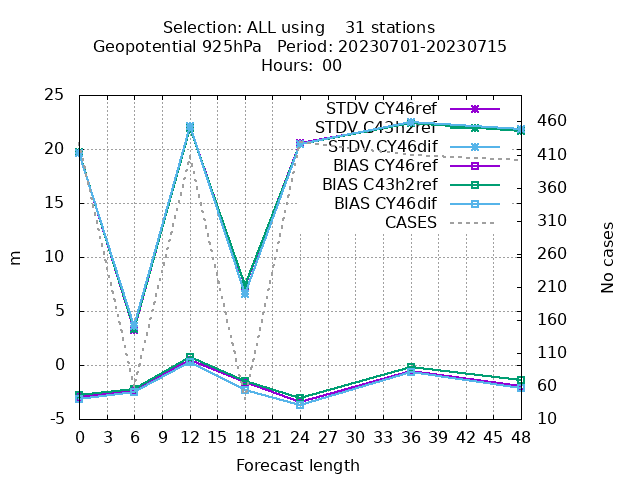 Selection: ALL using    31 stations
Geopotential 925hPa   Period: 20230701-20230715
Hours: 00
STDV CY46ref
STDV C43h2ref
STDV CY46dif
BIAS CY46ref
BIAS C43h2ref
BIAS CY46dif
CASES
25
20
15
10
5
0
-5
m
460
410
360
310
260
210
160
110
60
10
No cases
0 3 6 9 12 15 18 21 24 27 30 33 36 39 42 45 48
Forecast length